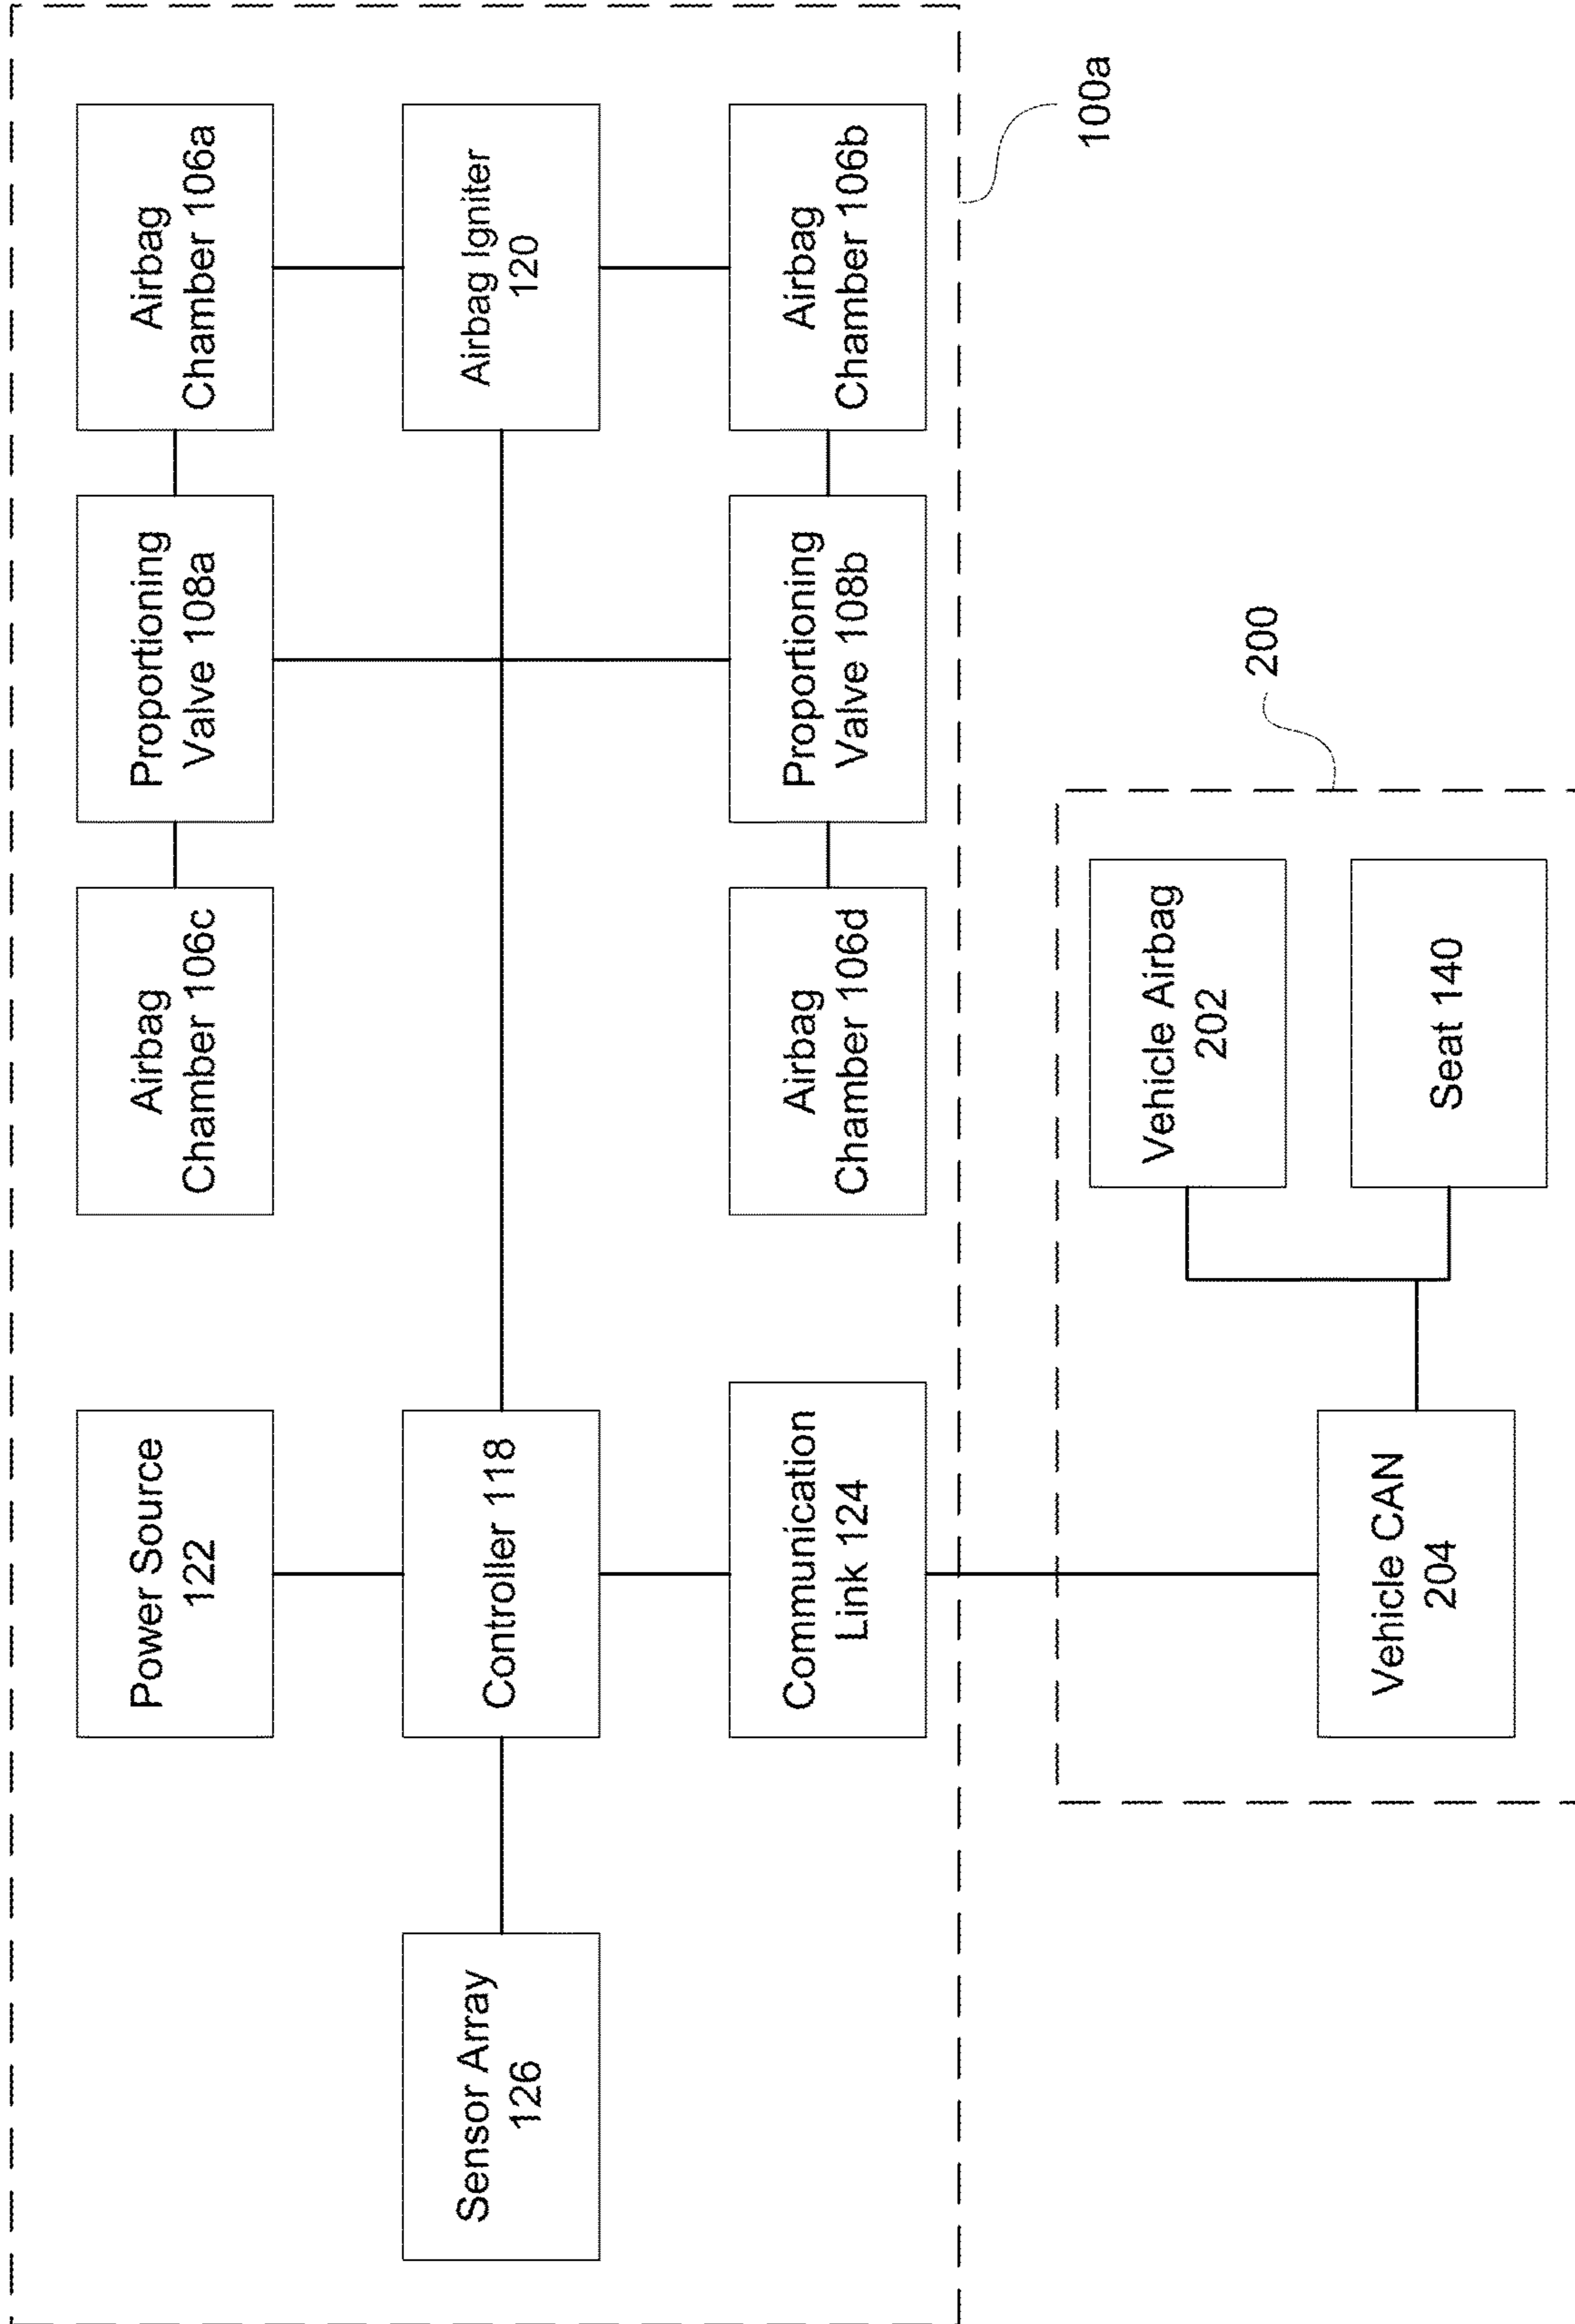 Power Source
122
Airbag
Chamber 106c
Proportioning
Valve 108a
Airbag
Chamber 106a
Sensor Array
126
Controller 118
Airbag Igniter
120
Communication
Link 124
Airbag
Chamber 106d
Proportioning
Valve 108b
Airbag
Chamber 106b
100a
Vehicle Airbag
202
200
Vehicle CAN
204
Seat 140